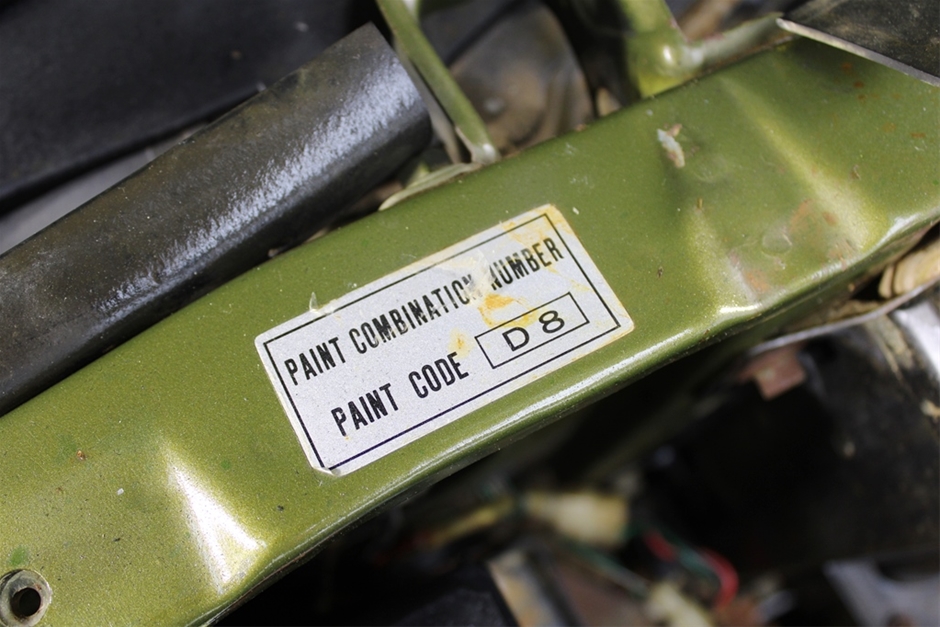 PAINT COMBINATION NUMBER
PAINT CODE D8